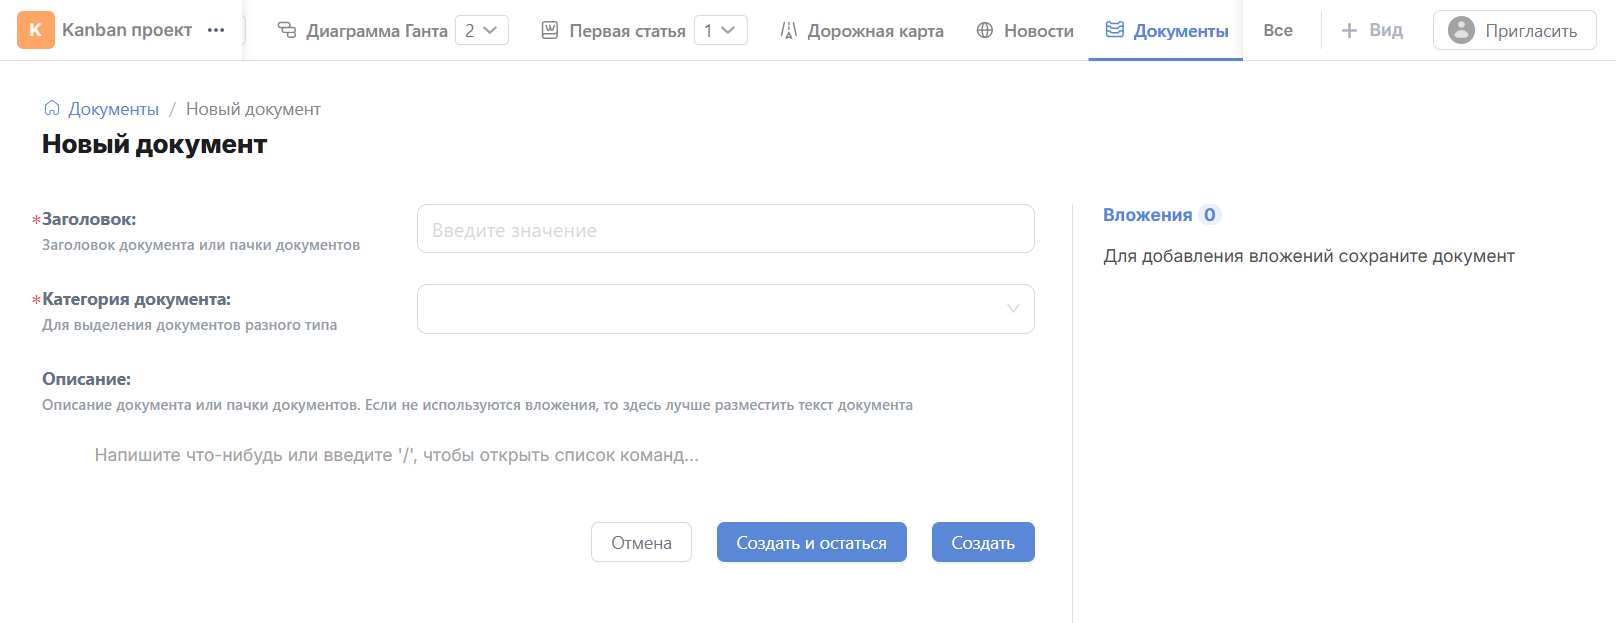 K Kanban проект ••• Диаграмма Ганта 2 Первая статья 1 Дорожная карта Новости Документы Все + Вид Пригласить
Документы / Новый документ
Новый документ
*Заголовок:
Заголовок документа или пачки документов
Введите значение
*Категория документа:
Для выделения документов разного типа
Описание:
Описание документа или пачки документов. Если не используются вложения, то здесь лучше разместить текст документа
Напишите что-нибудь или введите '/', чтобы открыть список команд...
Отмена Создать и остаться Создать
Вложения 0
Для добавления вложений сохраните документ